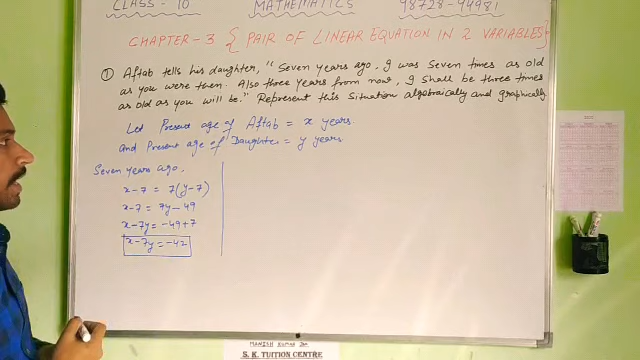 CLASS - 10 MATHEMATICS 98728-94981
CHAPTER-3 { PAIR OF LINEAR EQUATION IN 2 VARIABLES}
① Aftab tells his daughter, "Seven years ago, I was seven times as old
as you were then. Also three years from now, I shall be three times
as old as you will be." Represent this situation algebraically and graphically.
Let Present age of Aftab = x years
And Present age of Daughter = y years
Seven years ago,
x-7 = 7(y-7)
x-7 = 7y-49
x-7y = -49+7
x-7y = -42
MANISH KUMAR
S. K. TUITION CENTRE